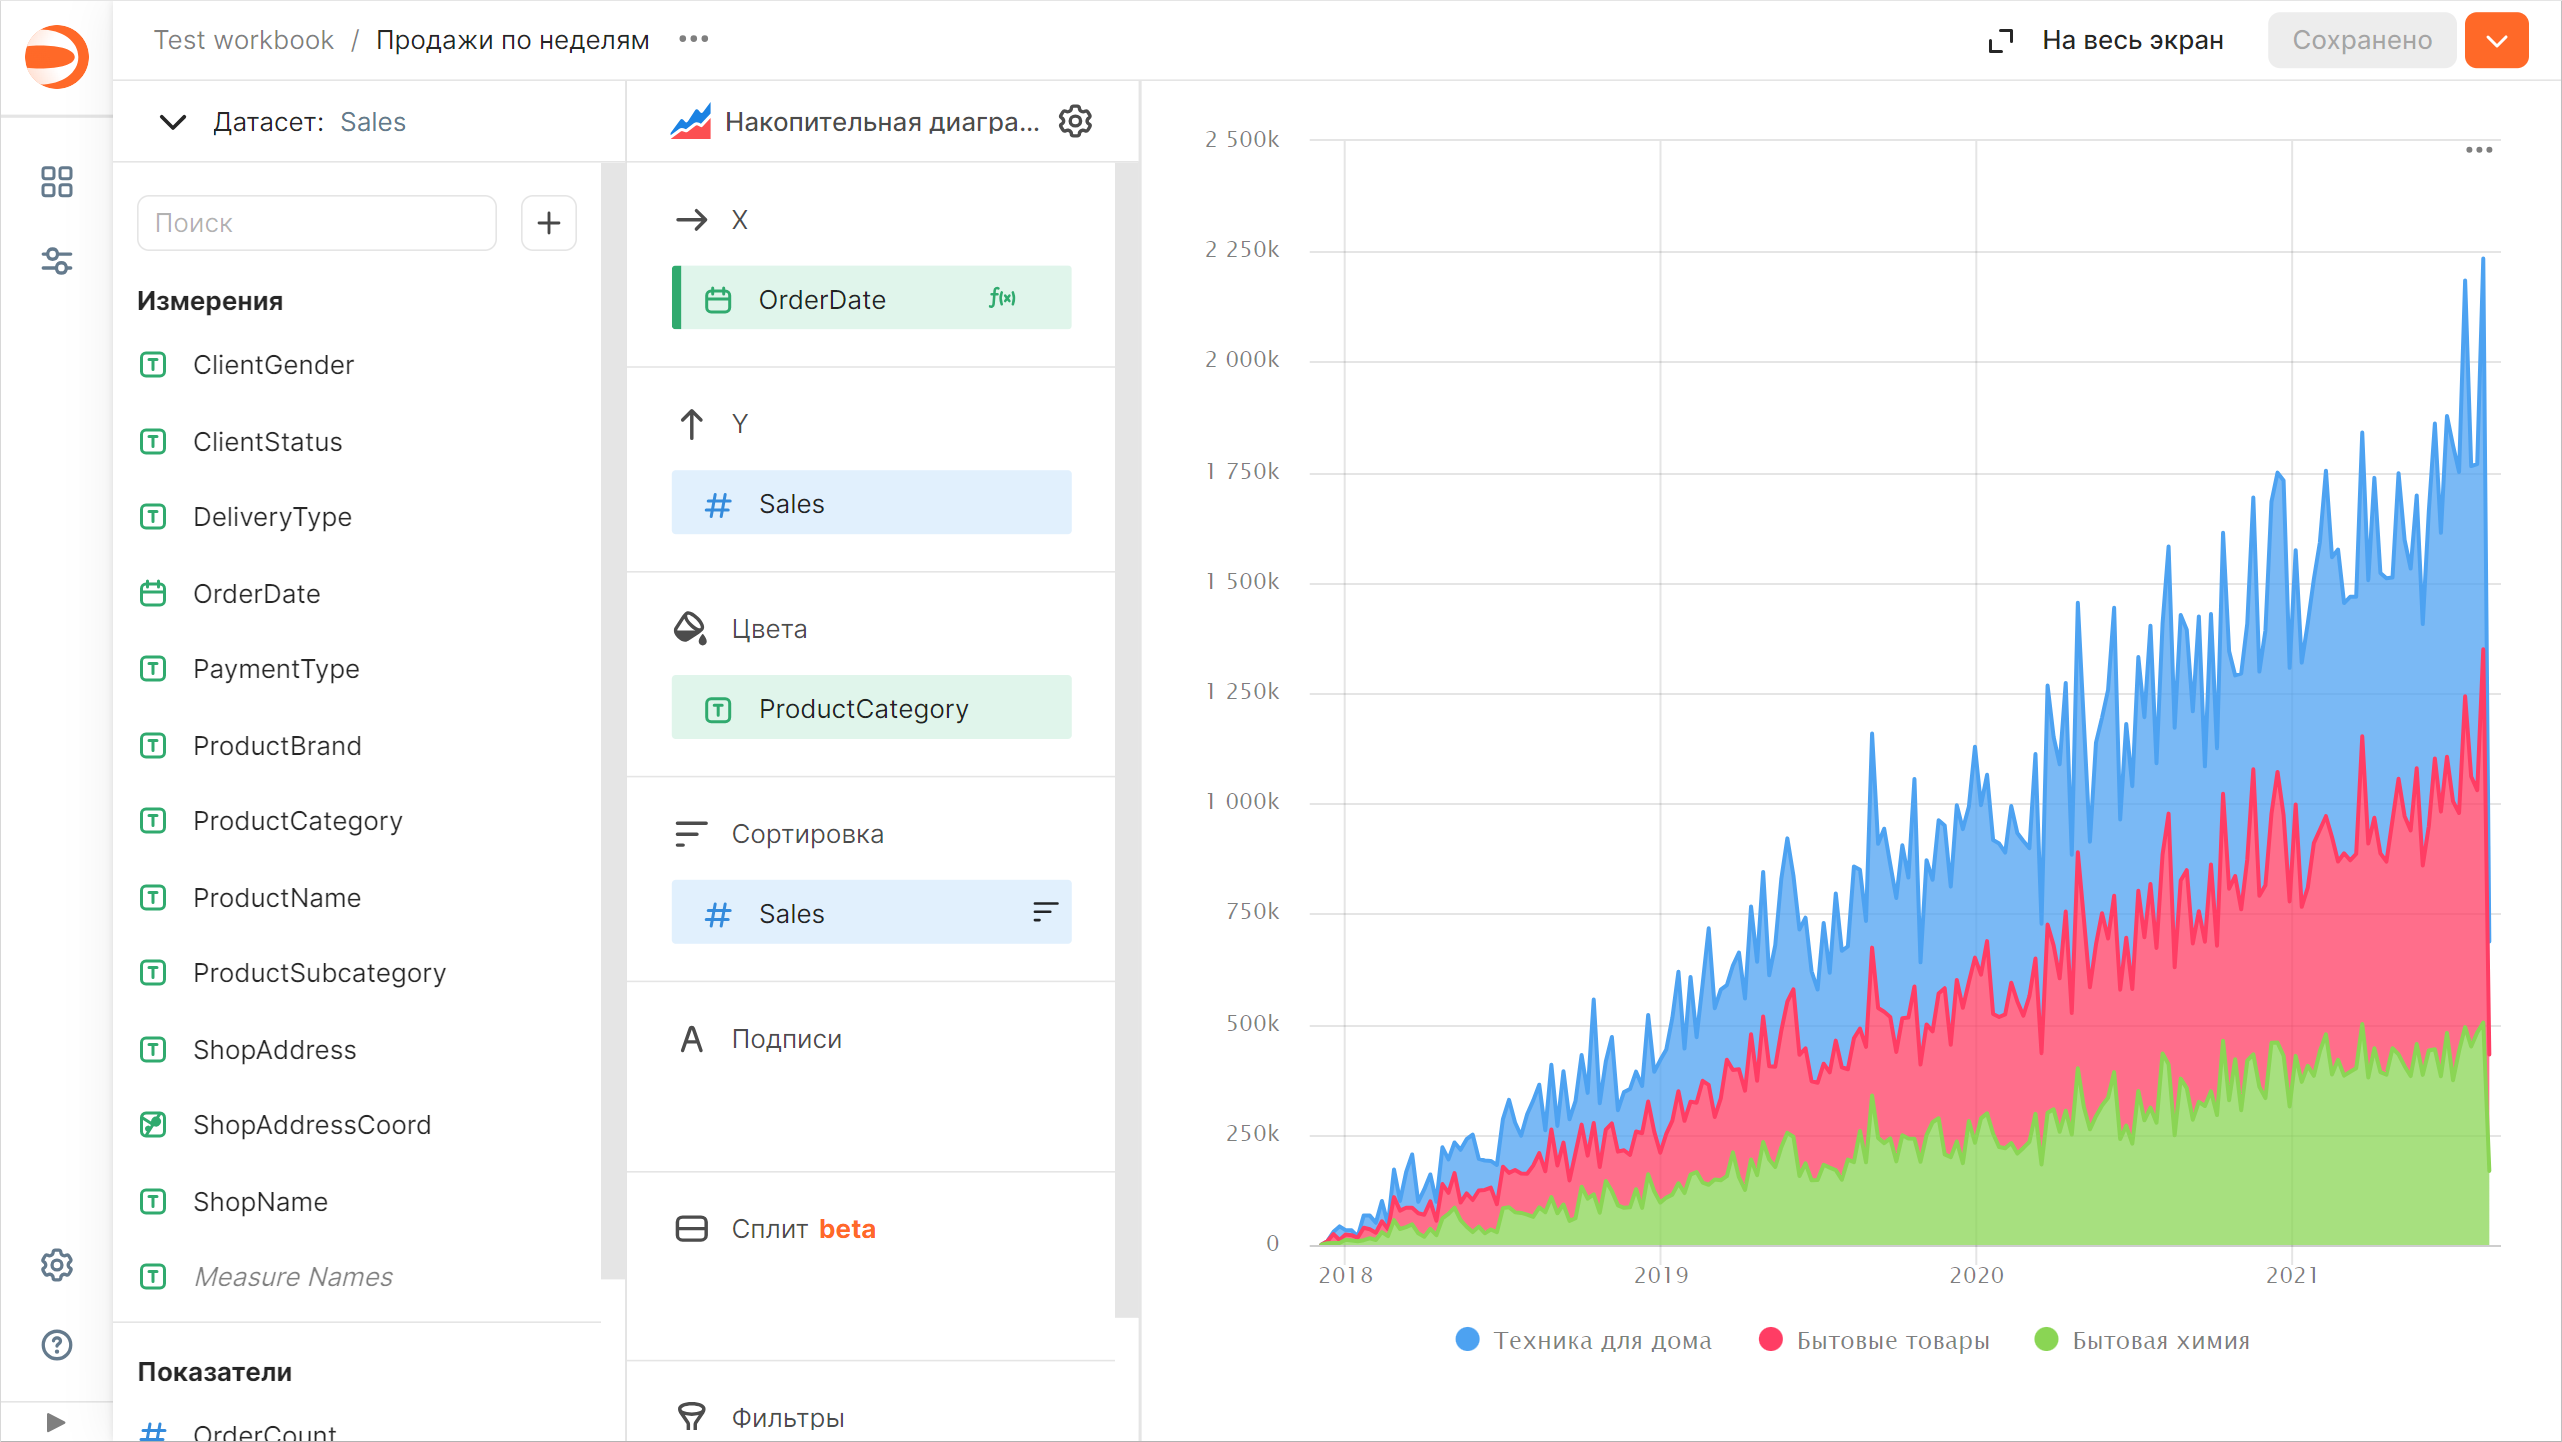 Test workbook / Продажи по неделям
На весь экран
Сохранено
Датасет: Sales
Поиск
Измерения
ClientGender
ClientStatus
DeliveryType
OrderDate
PaymentType
ProductBrand
ProductCategory
ProductName
ProductSubcategory
ShopAddress
ShopAddressCoord
ShopName
Measure Names
Показатели
OrderCount
Накопительная диагра...
X
OrderDate f(x)
Y
Sales
Цвета
ProductCategory
Сортировка
Sales
Подписи
Сплит beta
Фильтры
2 500k
2 250k
2 000k
1 750k
1 500k
1 250k
1 000k
750k
500k
250k
0
2018 2019 2020 2021
Техника для дома Бытовые товары Бытовая химия